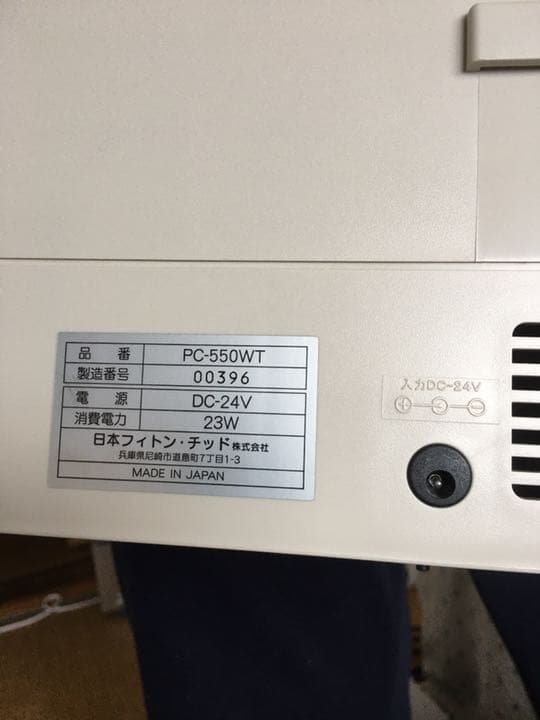 品番 PC-550WT
製造番号 00396
電源 DC-24V
消費電力 23W
日本フィトン・チッド株式会社
兵庫県尼崎市道意町7丁目1-3
MADE IN JAPAN
入力DC-24V